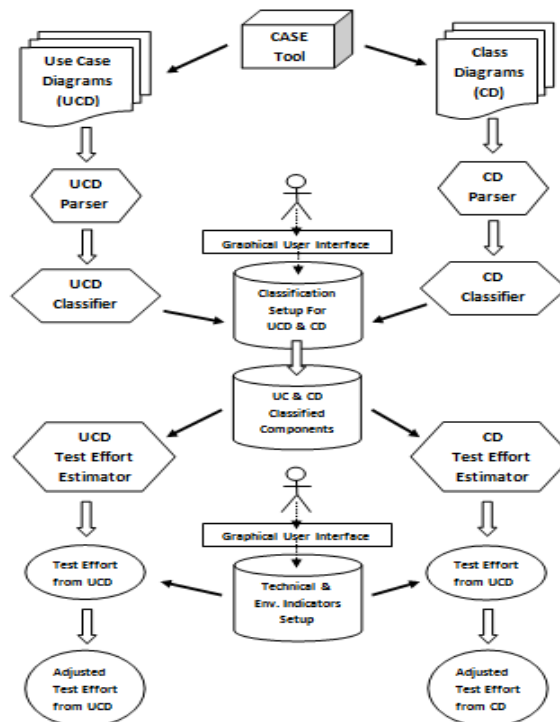 CASE
Tool
Use Case
Diagrams
(UCD)
Class
Diagrams
(CD)
UCD
Parser
CD
Parser
Graphical User Interface
UCD
Classifier
Classification
Setup For
UCD & CD
CD
Classifier
UC & CD
Classified
Components
UCD
Test Effort
Estimator
CD
Test Effort
Estimator
Graphical User Interface
Test Effort
from UCD
Technical &
Env. Indicators
Setup
Test Effort
from UCD
Adjusted
Test Effort
from UCD
Adjusted
Test Effort
from CD